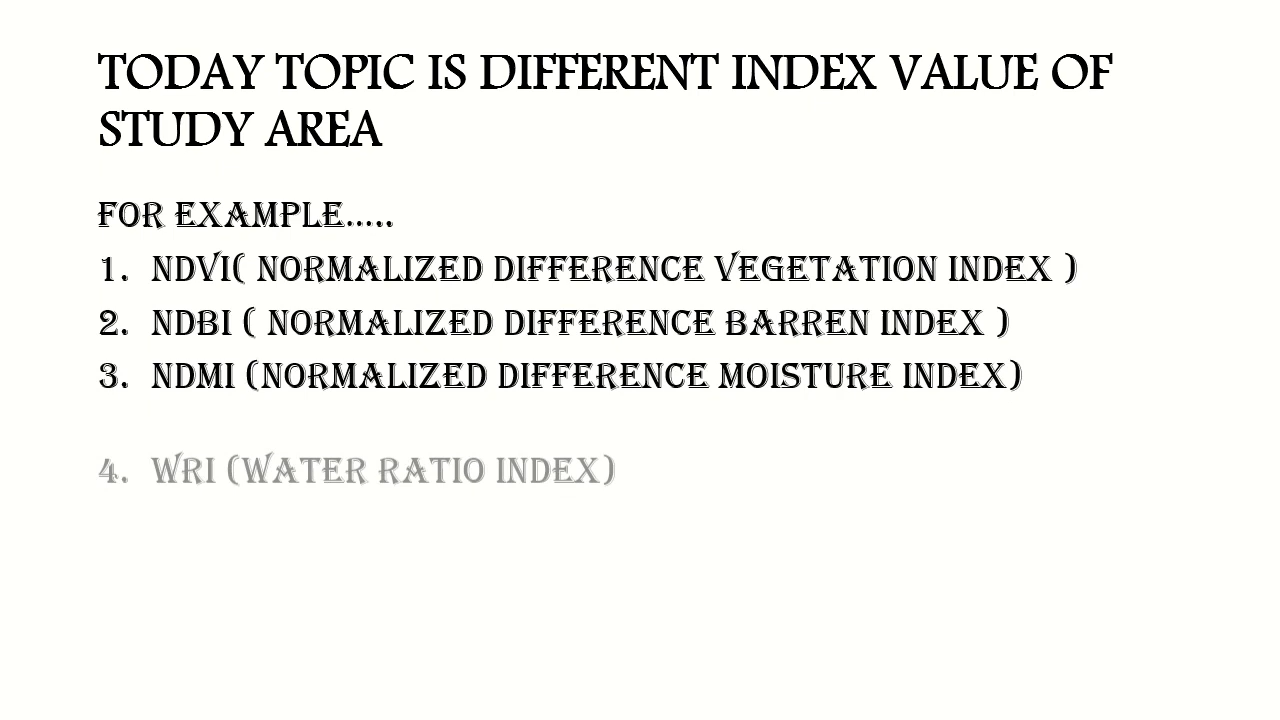 TODAY TOPIC IS DIFFERENT INDEX VALUE OF
STUDY AREA
FOR EXAMPLE.....
1. NDVI( NORMALIZED DIFFERENCE VEGETATION INDEX )
2. NDBI ( NORMALIZED DIFFERENCE BARREN INDEX )
3. NDMI (NORMALIZED DIFFERENCE MOISTURE INDEX)
4. WRI (WATER RATIO INDEX)